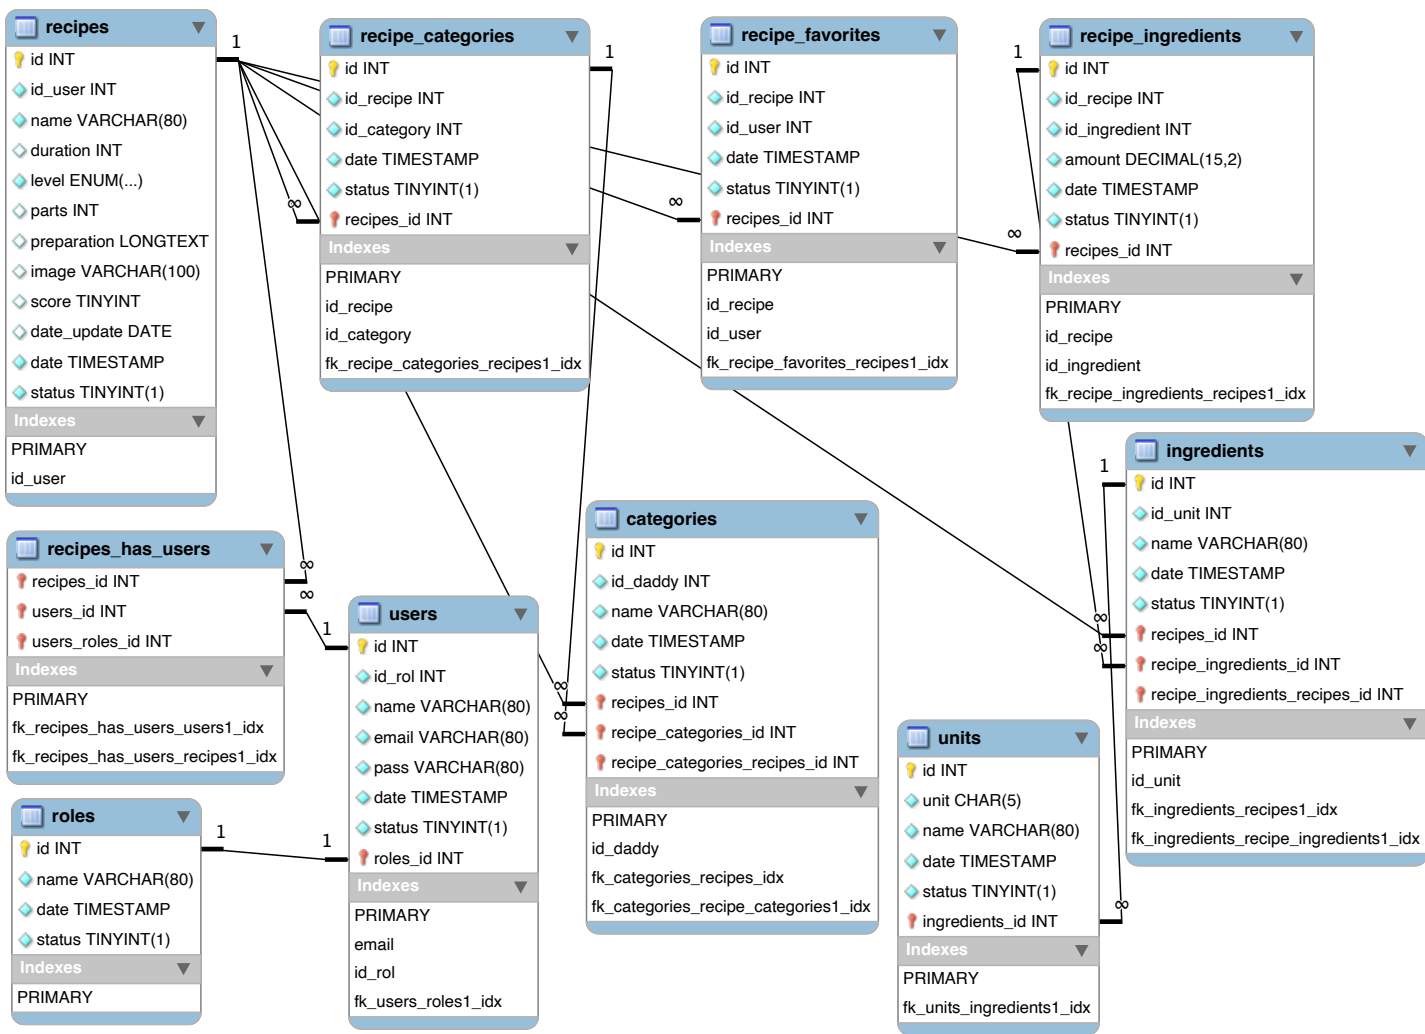 recipes
id INT
id_user INT
name VARCHAR(80)
duration INT
level ENUM(...)
parts INT
preparation LONGTEXT
image VARCHAR(100)
score TINYINT
date_update DATE
date TIMESTAMP
status TINYINT(1)
Indexes
PRIMARY
id_user
1
recipe_categories
id INT
id_recipe INT
id_category INT
date TIMESTAMP
status TINYINT(1)
recipes_id INT
Indexes
PRIMARY
id_recipe
id_category
fk_recipe_categories_recipes1_idx
∞
1
recipe_favorites
id INT
id_recipe INT
id_user INT
date TIMESTAMP
status TINYINT(1)
recipes_id INT
Indexes
PRIMARY
id_recipe
id_user
fk_recipe_favorites_recipes1_idx
∞
1
recipe_ingredients
id INT
id_recipe INT
id_ingredient INT
amount DECIMAL(15,2)
date TIMESTAMP
status TINYINT(1)
recipes_id INT
Indexes
PRIMARY
id_recipe
id_ingredient
fk_recipe_ingredients_recipes1_idx
∞
recipes_has_users
recipes_id INT
users_id INT
users_roles_id INT
Indexes
PRIMARY
fk_recipes_has_users_users1_idx
fk_recipes_has_users_recipes1_idx
∞
∞
1
users
id INT
id_rol INT
name VARCHAR(80)
email VARCHAR(80)
pass VARCHAR(80)
date TIMESTAMP
status TINYINT(1)
roles_id INT
Indexes
PRIMARY
email
id_rol
fk_users_roles1_idx
1
1
roles
id INT
name VARCHAR(80)
date TIMESTAMP
status TINYINT(1)
Indexes
PRIMARY
categories
id INT
id_daddy INT
name VARCHAR(80)
date TIMESTAMP
status TINYINT(1)
recipes_id INT
recipe_categories_id INT
recipe_categories_recipes_id INT
Indexes
PRIMARY
id_daddy
fk_categories_recipes_idx
fk_categories_recipe_categories1_idx
∞
∞
units
id INT
unit CHAR(5)
name VARCHAR(80)
date TIMESTAMP
status TINYINT(1)
ingredients_id INT
Indexes
PRIMARY
fk_units_ingredients1_idx
∞
1
ingredients
id INT
id_unit INT
name VARCHAR(80)
date TIMESTAMP
status TINYINT(1)
recipes_id INT
recipe_ingredients_id INT
recipe_ingredients_recipes_id INT
Indexes
PRIMARY
id_unit
fk_ingredients_recipes1_idx
fk_ingredients_recipe_ingredients1_idx
∞
∞